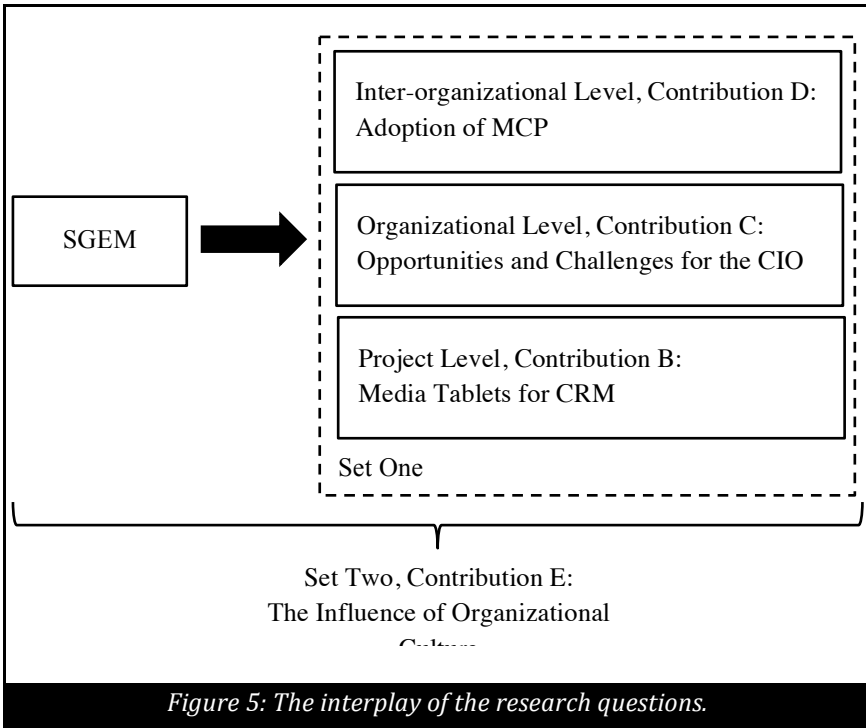 SGEM
Inter-organizational Level, Contribution D:
Adoption of MCP
Organizational Level, Contribution C:
Opportunities and Challenges for the CIO
Project Level, Contribution B:
Media Tablets for CRM
Set One
Set Two, Contribution E:
The Influence of Organizational
Culture
Figure 5: The interplay of the research questions.